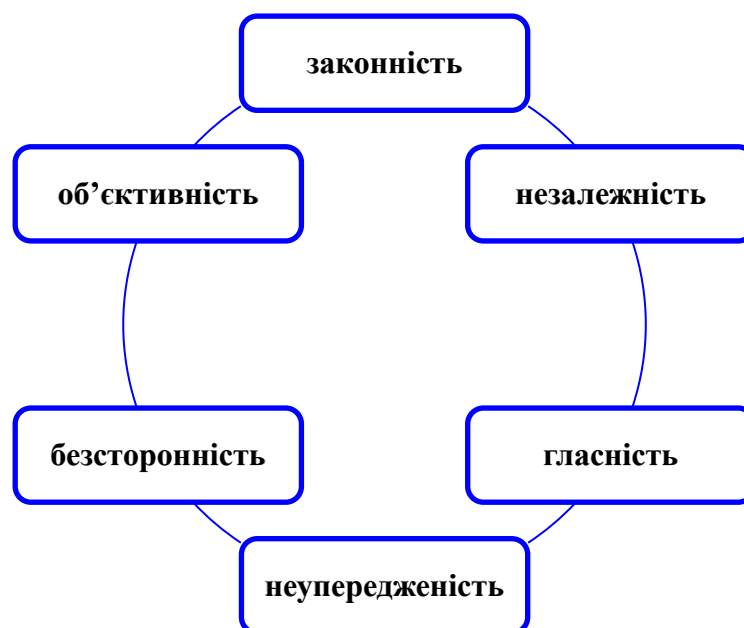 законність
об’єктивність
незалежність
безсторонність
гласність
неупередженість